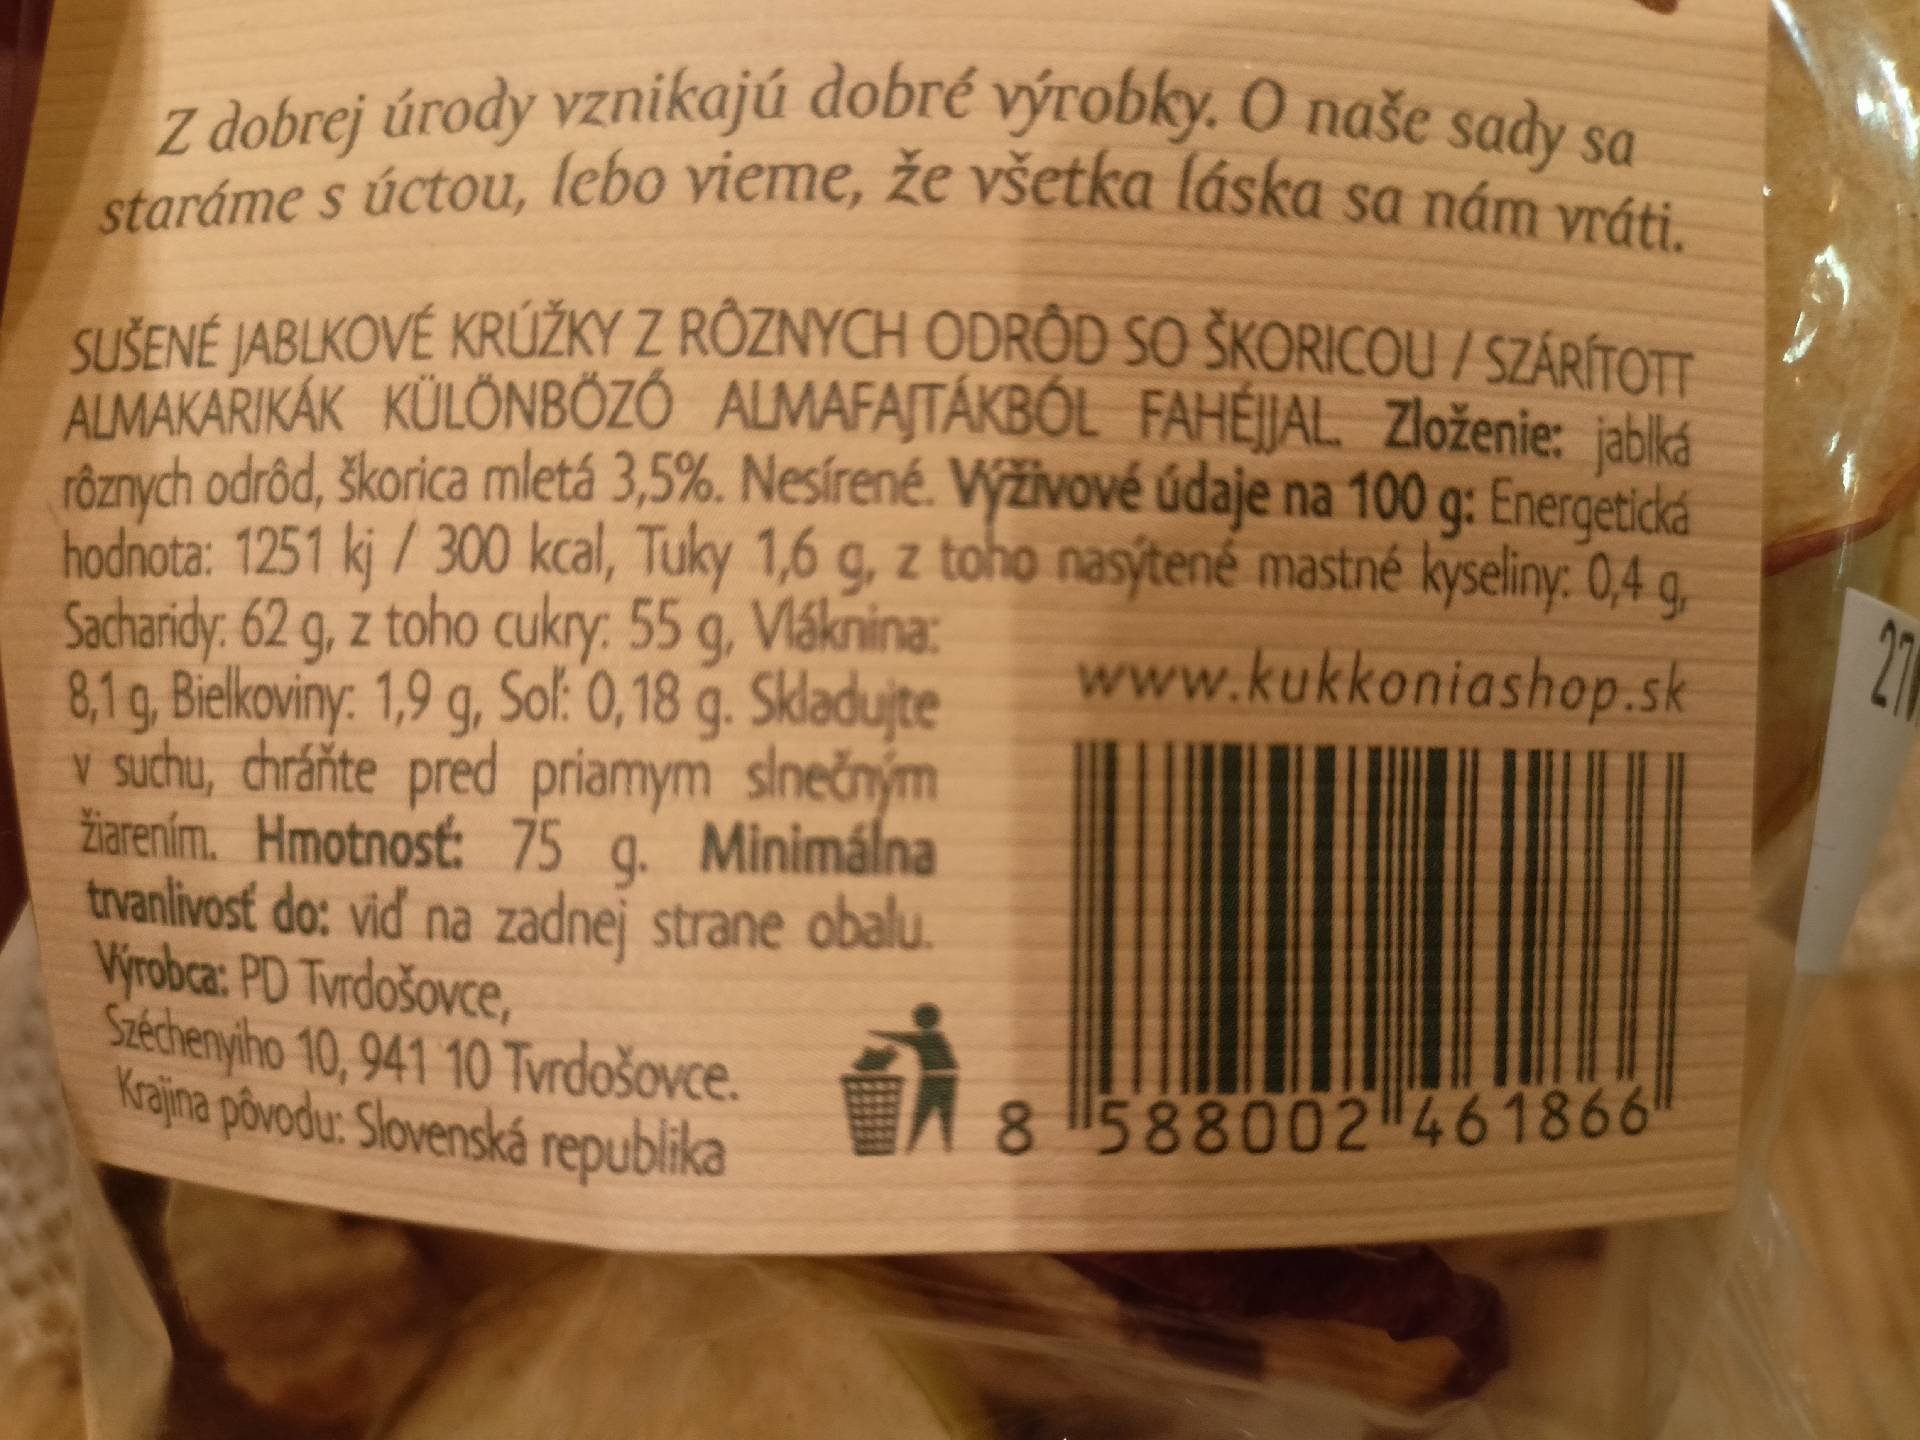 Z dobrej úrody vznikajú dobré výrobky. O naše sady sa
staráme s úctou, lebo vieme, že všetka láska sa nám vráti.
SUŠENÉ JABLKOVÉ KRÚŽKY Z RÔZNYCH ODRÔD SO ŠKORICOU / SZÁRÍTOTT
ALMAKARIKÁK KÜLÖNBÖZŐ ALMAFAJTÁKBÓL FAHÉJJAL. Zloženie: jablká
rôznych odrôd, škorica mletá 3,5%. Nesírené. Výživové údaje na 100 g: Energetická
hodnota: 1251 kj / 300 kcal, Tuky 1,6 g, z toho nasýtené mastné kyseliny: 0,4 g,
Sacharidy: 62 g, z toho cukry: 55 g, Vláknina:
8,1 g, Bielkoviny: 1,9 g, Soľ: 0,18 g. Skladujte
v suchu, chráňte pred priamym slnečným
žiarením. Hmotnosť: 75 g. Minimálna
trvanlivosť do: viď na zadnej strane obalu.
Výrobca: PD Tvrdošovce,
Széchenyiho 10, 941 10 Tvrdošovce.
Krajina pôvodu: Slovenská republika
www.kukkoniashop.sk
8 588002 461866
27